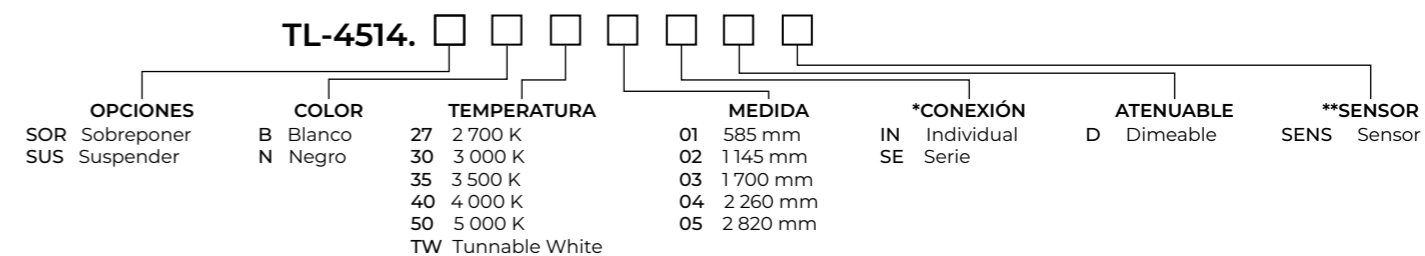 TL-4514.
OPCIONES COLOR TEMPERATURA MEDIDA *CONEXIÓN ATENUABLE **SENSOR
SOR Sobreponer B Blanco 27 2 700 K 01 585 mm IN Individual D Dimeable SENS Sensor
SUS Suspender N Negro 30 3 000 K 02 1 145 mm SE Serie
35 3 500 K 03 1 700 mm
40 4 000 K 04 2 260 mm
50 5 000 K 05 2 820 mm
TW Tunnable White